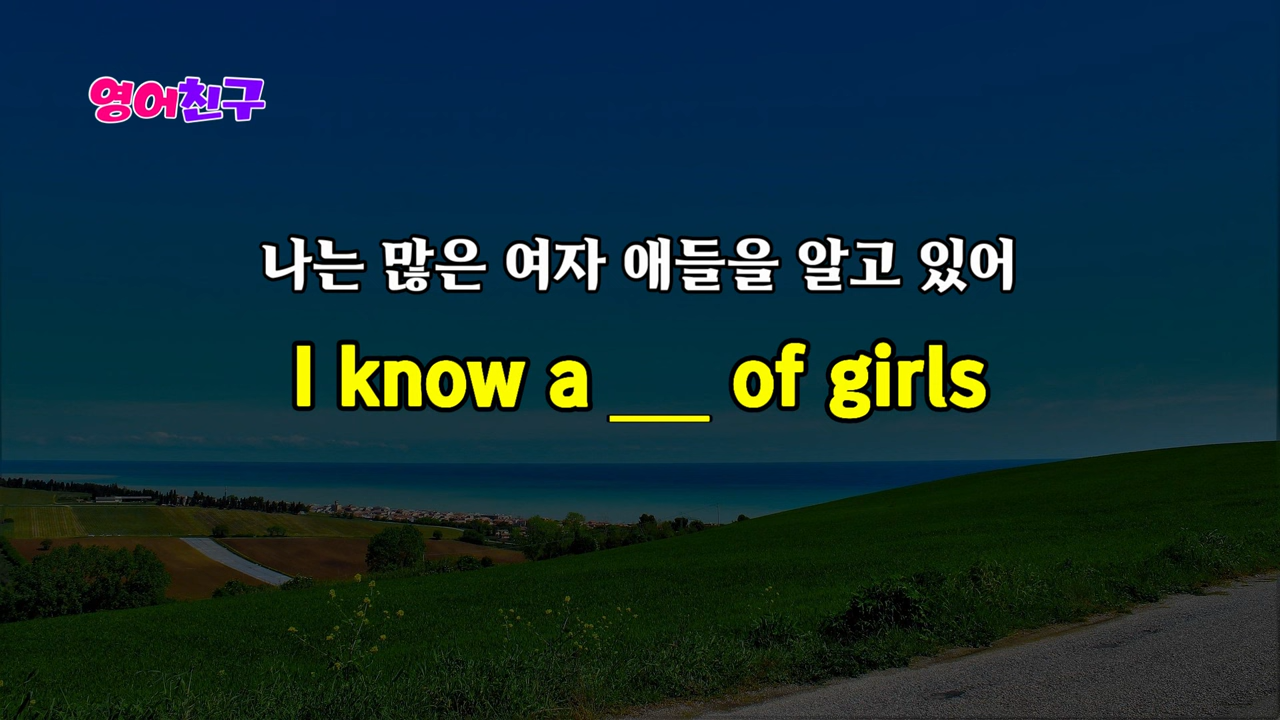 영어친구
나는 많은 여자 애들을 알고 있어
I know a __ of girls